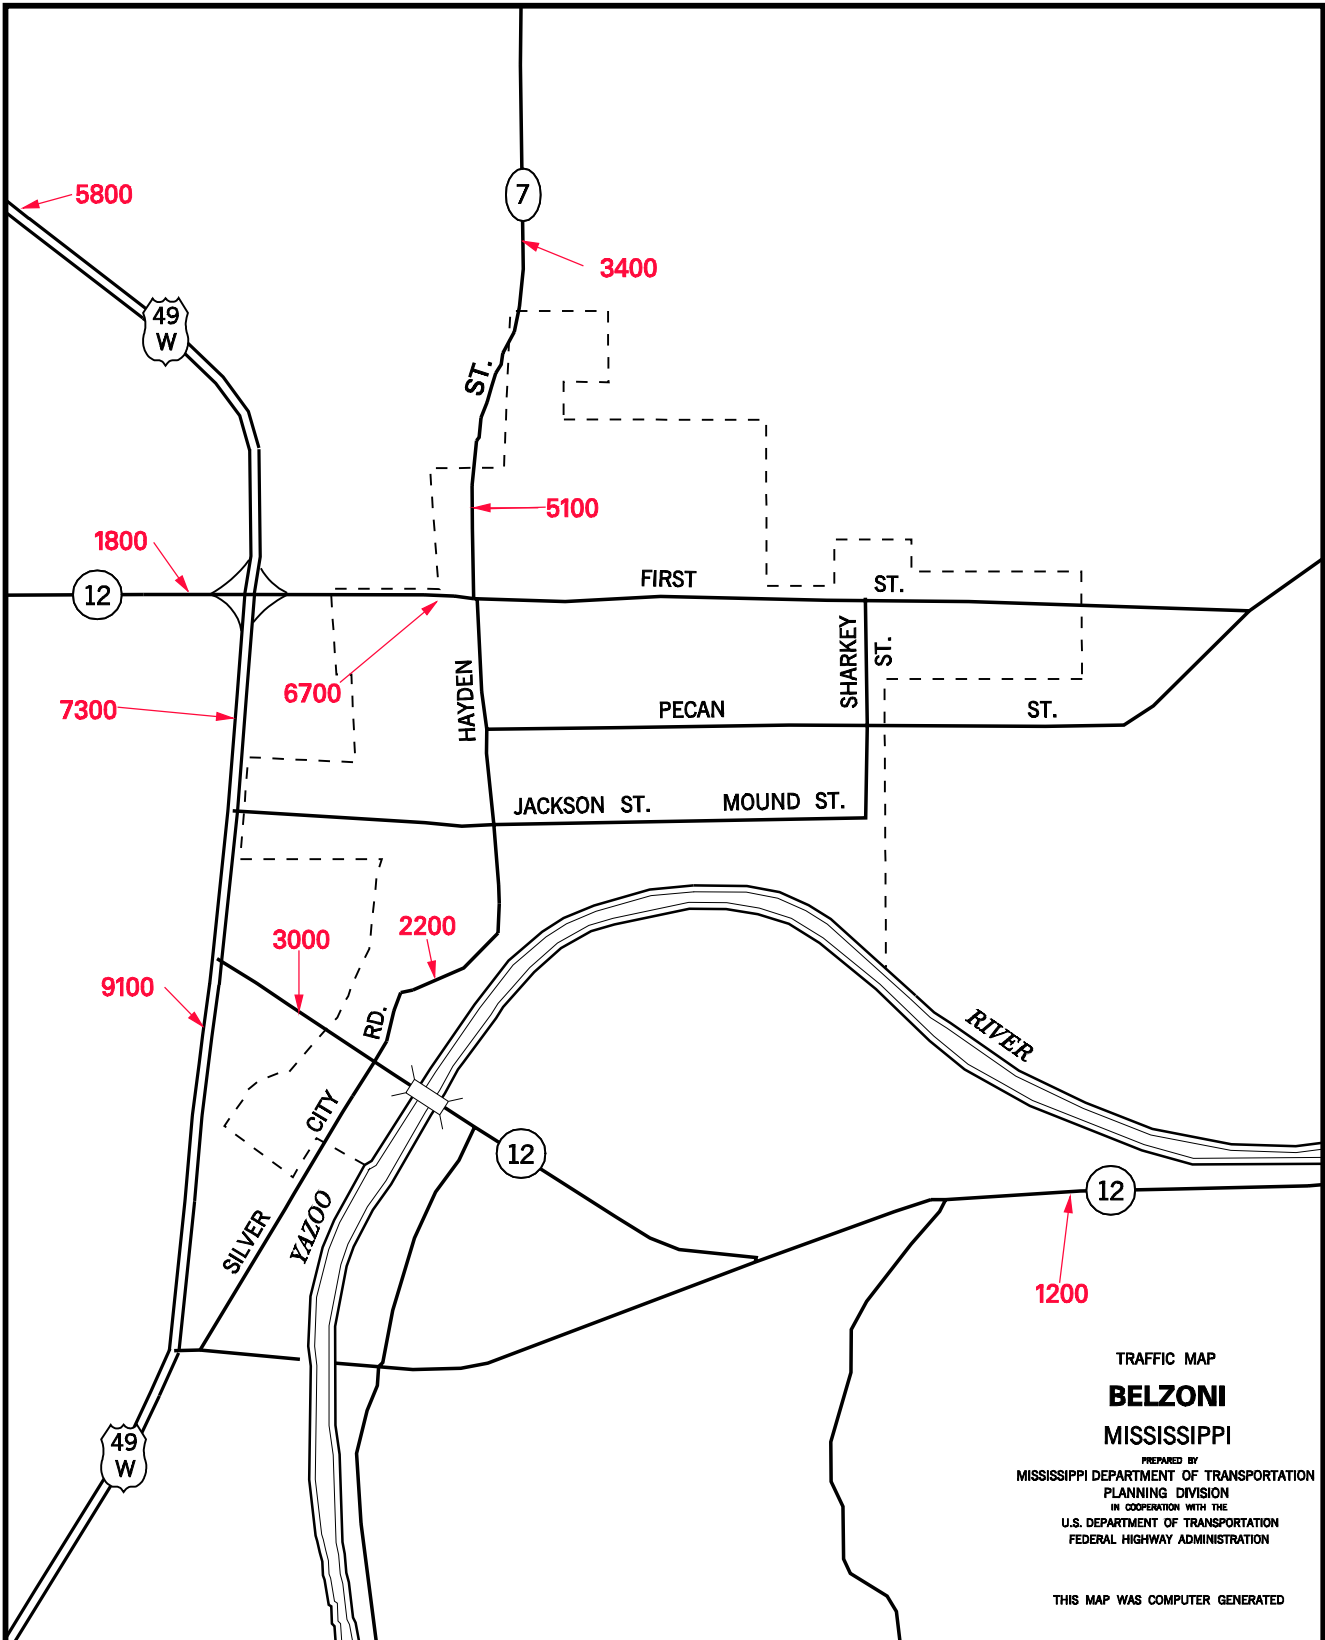 5800
7
3400
49
W
ST.
5100
1800
12
FIRST ST.
6700
7300
HAYDEN
SHARKEY
ST.
PECAN ST.
JACKSON ST. MOUND ST.
2200
3000
9100
RD.
CITY
SILVER
YAZOO
RIVER
12
12
1200
49
W
TRAFFIC MAP
BELZONI
MISSISSIPPI
PREPARED BY
MISSISSIPPI DEPARTMENT OF TRANSPORTATION
PLANNING DIVISION
IN COOPERATION WITH THE
U.S. DEPARTMENT OF TRANSPORTATION
FEDERAL HIGHWAY ADMINISTRATION
THIS MAP WAS COMPUTER GENERATED